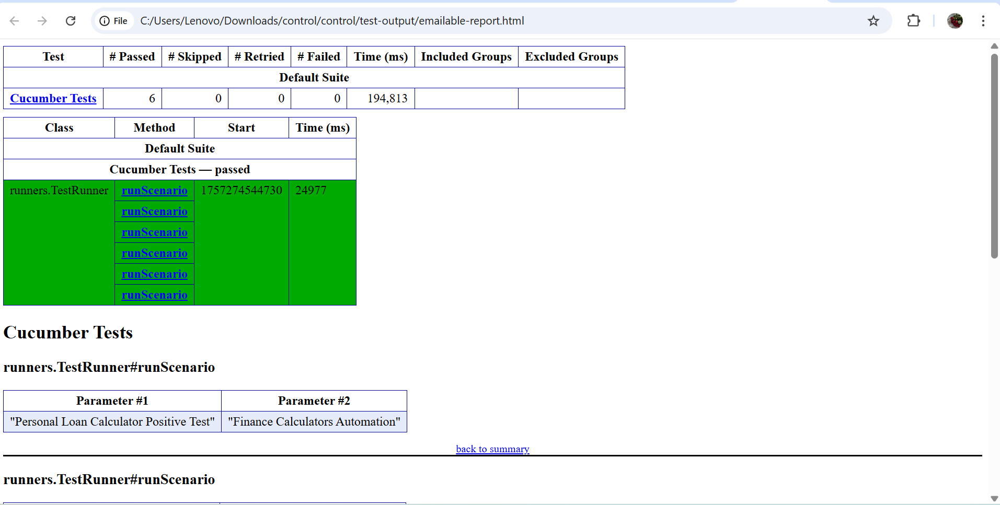 File C:/Users/Lenovo/Downloads/control/control/test-output/emailable-report.html
Test # Passed # Skipped # Retried # Failed Time (ms) Included Groups Excluded Groups
Default Suite
Cucumber Tests 6 0 0 0 194,813
Class Method Start Time (ms)
Default Suite
Cucumber Tests — passed
runners.TestRunner runScenario 1757274544730 24977
runScenario
runScenario
runScenario
runScenario
runScenario
Cucumber Tests
runners.TestRunner#runScenario
Parameter #1 Parameter #2
"Personal Loan Calculator Positive Test" "Finance Calculators Automation"
back to summary
runners.TestRunner#runScenario